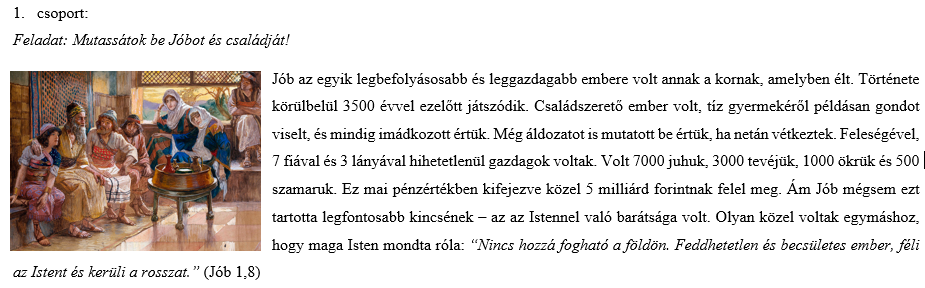 1. csoport:
Feladat: Mutassátok be Jóbot és családját!
Jób az egyik legbefolyásosabb és leggazdagabb embere volt annak a kornak, amelyben élt. Története
körülbelül 3500 évvel ezelőtt játszódik. Családszerető ember volt, tíz gyermekéről példásan gondot
viselt, és mindig imádkozott értük. Még áldozatot is mutatott be értük, ha netán vétkeztek. Feleségével,
7 fiával és 3 lányával hihetetlenül gazdagok voltak. Volt 7000 juhuk, 3000 tevéjük, 1000 ökrük és 500
szamaruk. Ez mai pénzértékben kifejezve közel 5 milliárd forintnak felel meg. Ám Jób mégsem ezt
tartotta legfontosabb kincsének – az az Istennel való barátsága volt. Olyan közel voltak egymáshoz,
hogy maga Isten mondta róla: “Nincs hozzá fogható a földön. Feddhetetlen és becsületes ember, féli
az Istent és kerüli a rosszat.” (Jób 1,8)